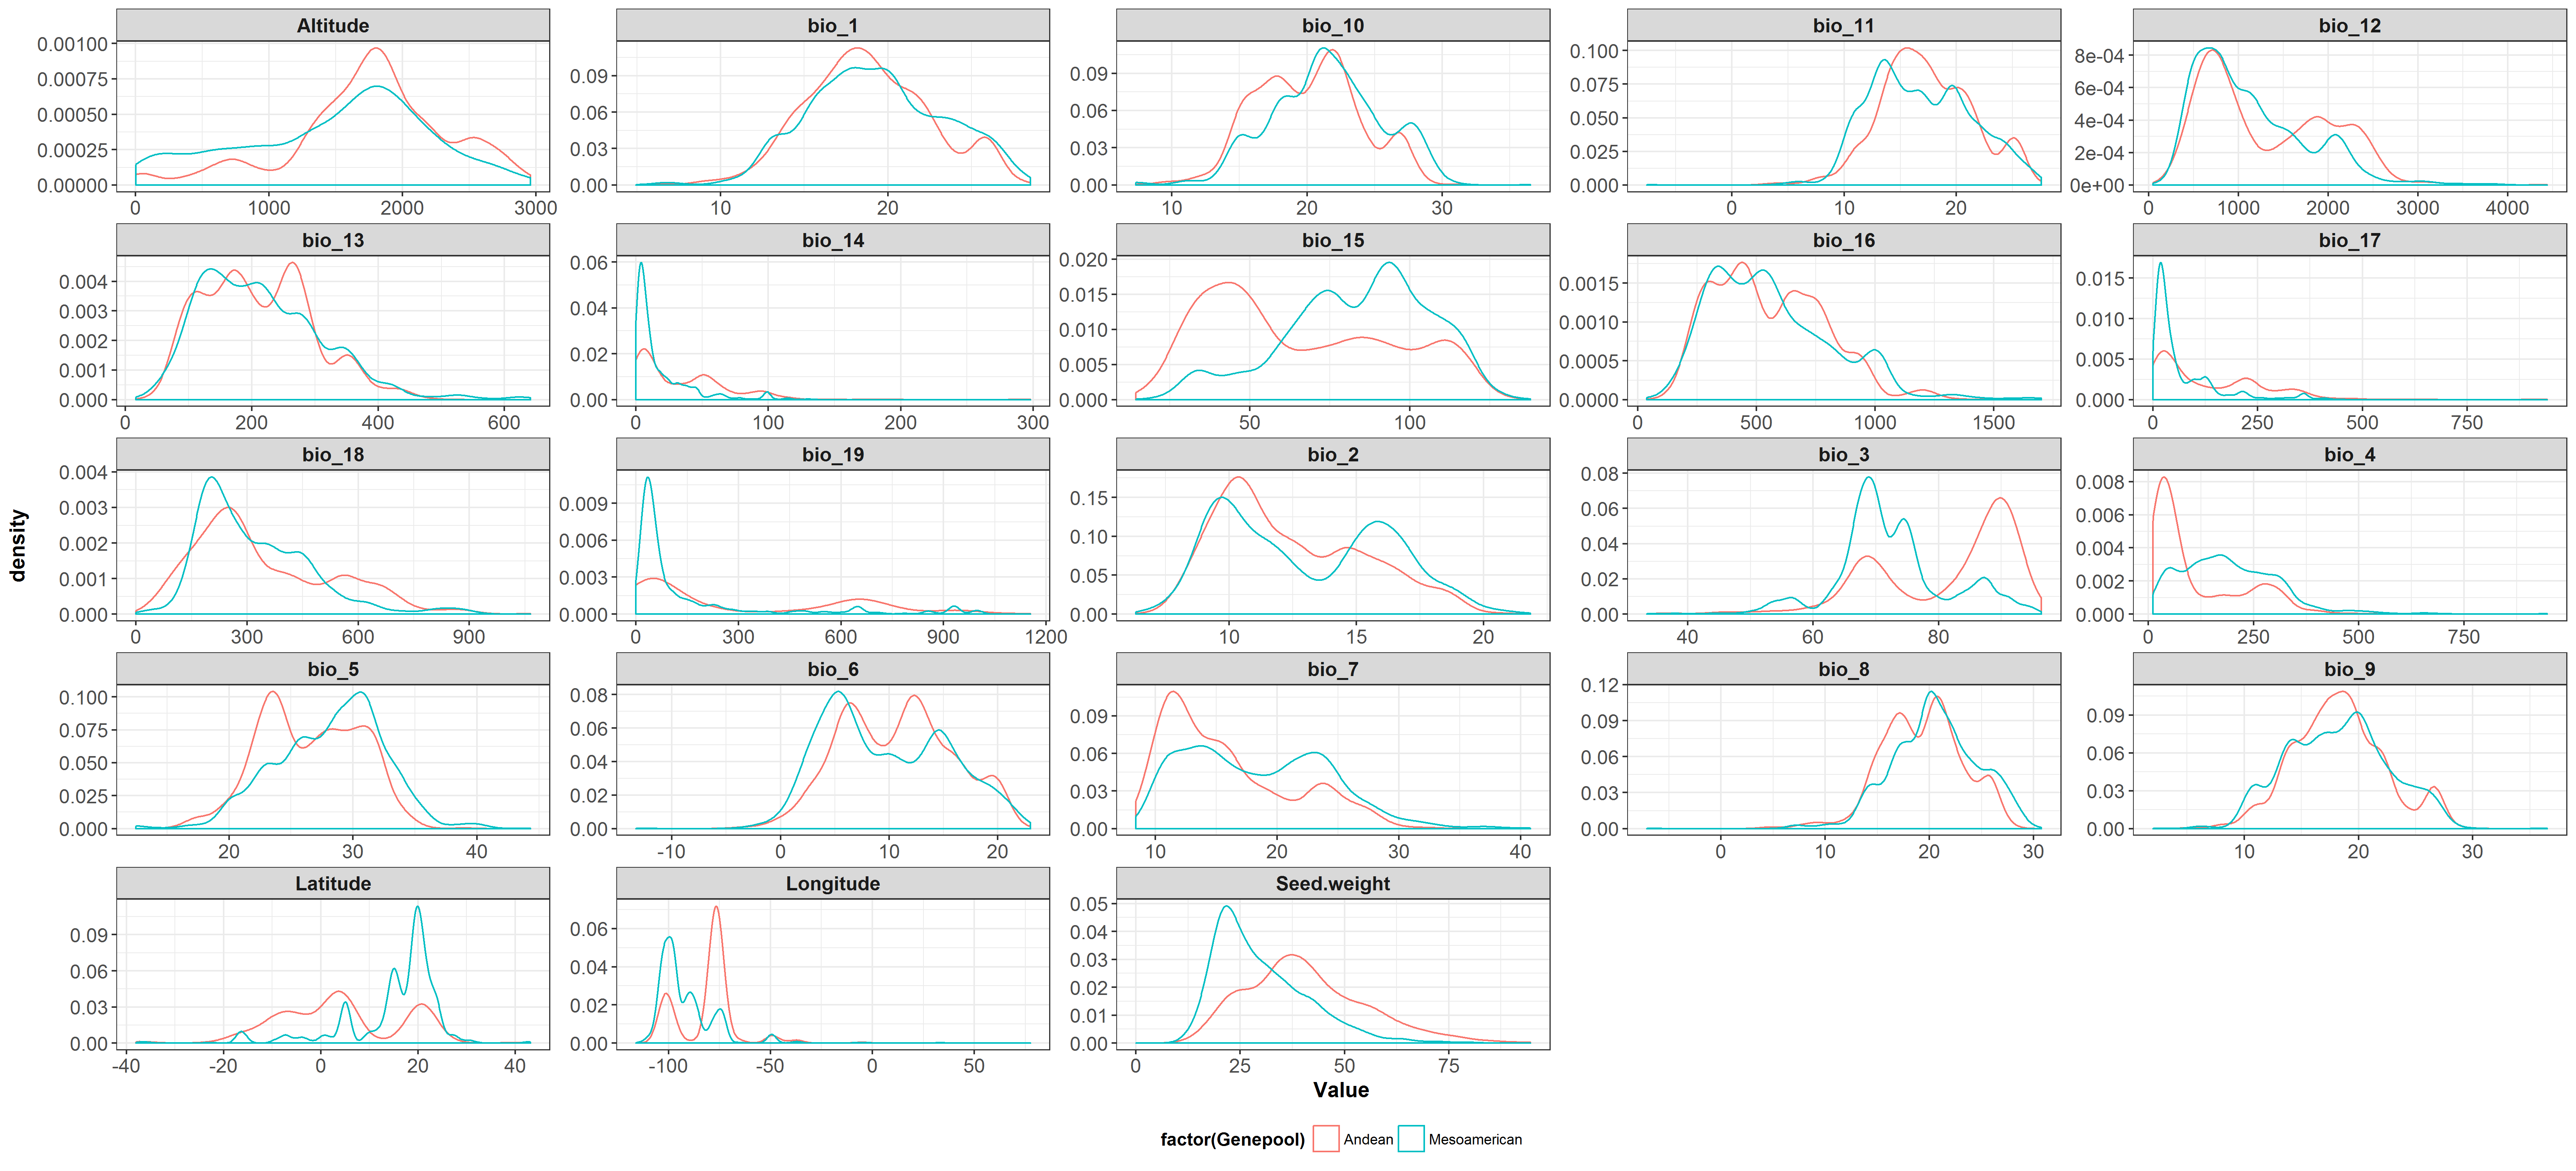 Altitude bio_1 bio_10 bio_11 bio_12
0.00100 0.00075 0.00050 0.00025 0.00000
0.09 0.06 0.03 0.00
0.09 0.06 0.03 0.00
0.100 0.075 0.050 0.025 0.000
8e-04 6e-04 4e-04 2e-04 0e+00
0 1000 2000 3000
10 20
10 20 30
0 10 20
0 1000 2000 3000 4000
bio_13 bio_14 bio_15 bio_16 bio_17
0.004 0.003 0.002 0.001 0.000
0.06 0.04 0.02 0.00
0.020 0.015 0.010 0.005 0.000
0.0015 0.0010 0.0005 0.0000
0.015 0.010 0.005 0.000
0 200 400 600
0 100 200 300
50 100
0 500 1000 1500
0 250 500 750
bio_18 bio_19 bio_2 bio_3 bio_4
0.004 0.003 0.002 0.001 0.000
0.009 0.006 0.003 0.000
0.15 0.10 0.05 0.00
0.08 0.06 0.04 0.02 0.00
0.008 0.006 0.004 0.002 0.000
0 300 600 900
0 300 600 900 1200
10 15 20
40 60 80
0 250 500 750
density
bio_5 bio_6 bio_7 bio_8 bio_9
0.100 0.075 0.050 0.025 0.000
0.08 0.06 0.04 0.02 0.00
0.09 0.06 0.03 0.00
0.12 0.09 0.06 0.03 0.00
0.09 0.06 0.03 0.00
20 30 40
-10 0 10 20
10 20 30 40
0 10 20 30
10 20 30
Latitude Longitude Seed.weight
0.09 0.06 0.03 0.00
0.06 0.04 0.02 0.00
0.05 0.04 0.03 0.02 0.01 0.00
-40 -20 0 20 40
-100 -50 0 50
0 25 50 75
Value
factor(Genepool) Andean Mesoamerican